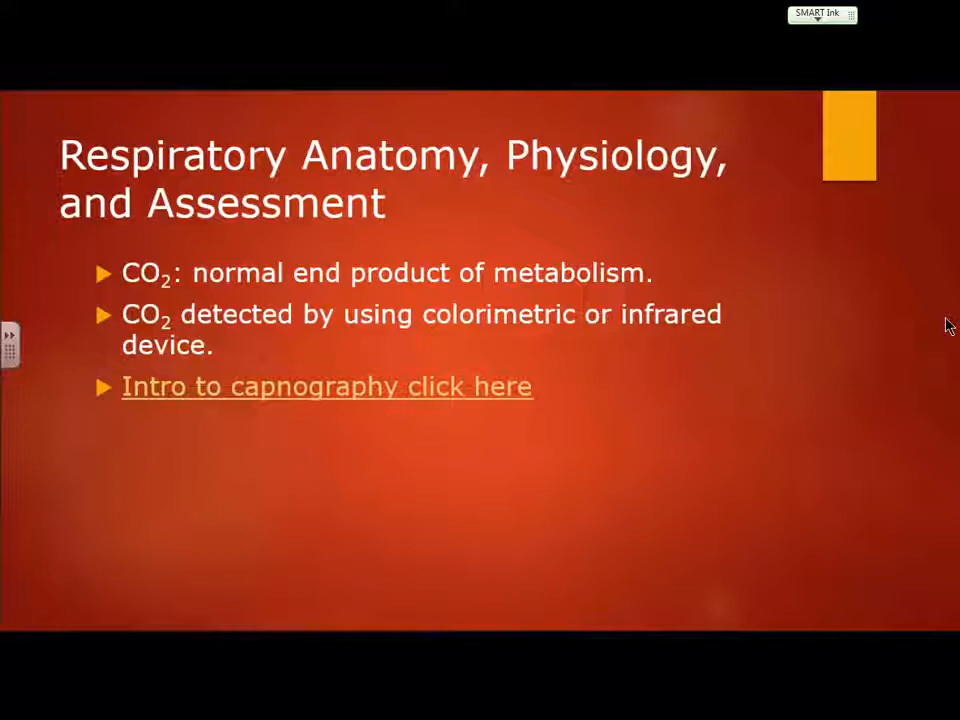 SMART Ink
Respiratory Anatomy, Physiology,
and Assessment
CO₂: normal end product of metabolism.
CO₂ detected by using colorimetric or infrared
device.
Intro to capnography click here